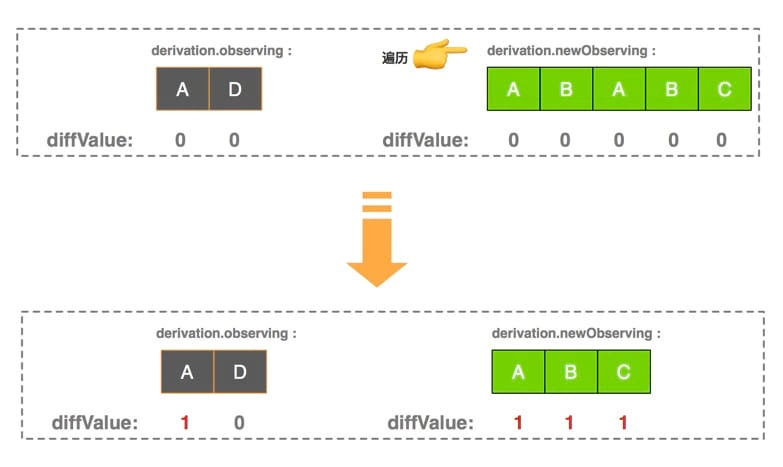 derivation.observing :
遍历
derivation.newObserving :
A D
A B A B C
diffValue: 0 0
diffValue: 0 0 0 0 0
derivation.observing :
derivation.newObserving :
A D
A B C
diffValue: 1 0
diffValue: 1 1 1